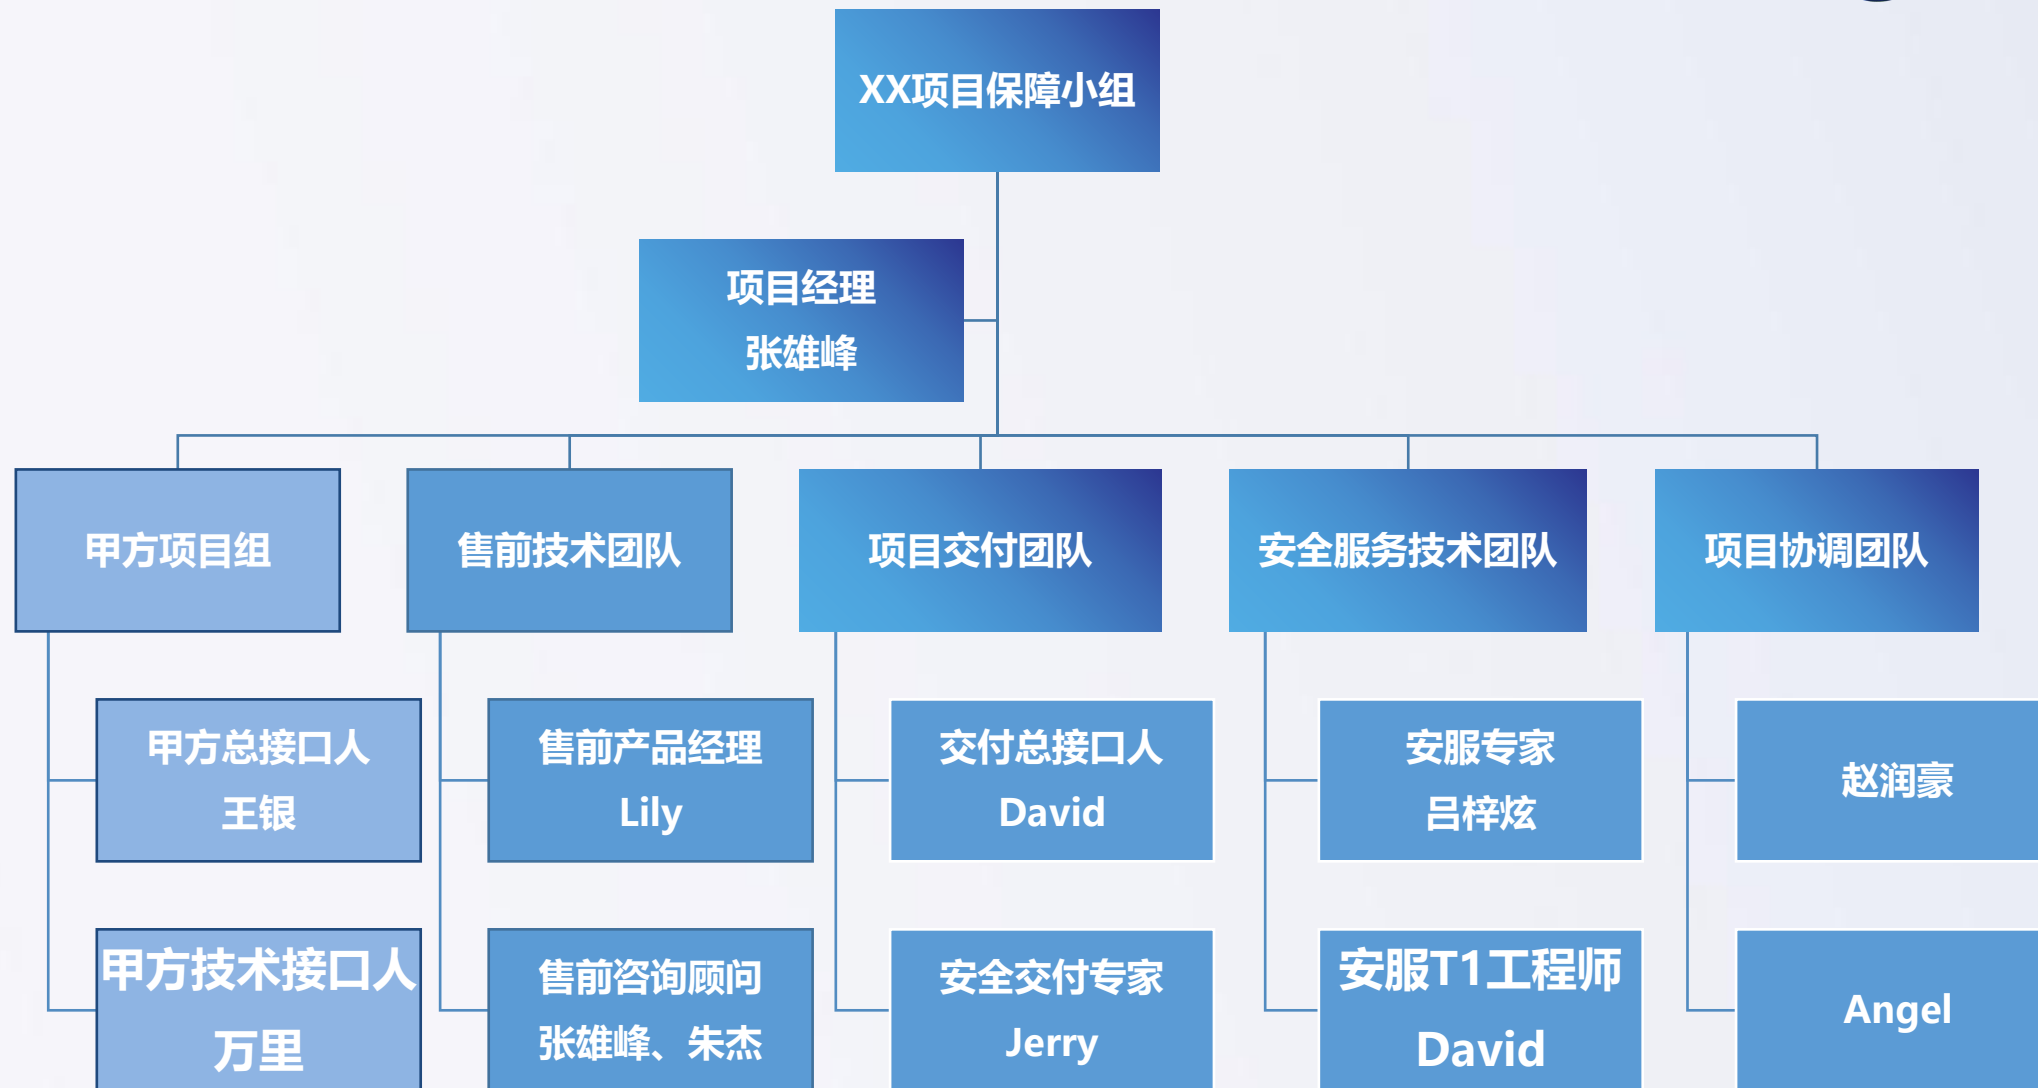 XX项目保障小组
项目经理
张雄峰
甲方项目组
售前技术团队
项目交付团队
安全服务技术团队
项目协调团队
甲方总接口人
王银
售前产品经理
Lily
交付总接口人
David
安服专家
吕梓炫
赵润豪
甲方技术接口人
万里
售前咨询顾问
张雄峰、朱杰
安全交付专家
Jerry
安服T1工程师
David
Angel